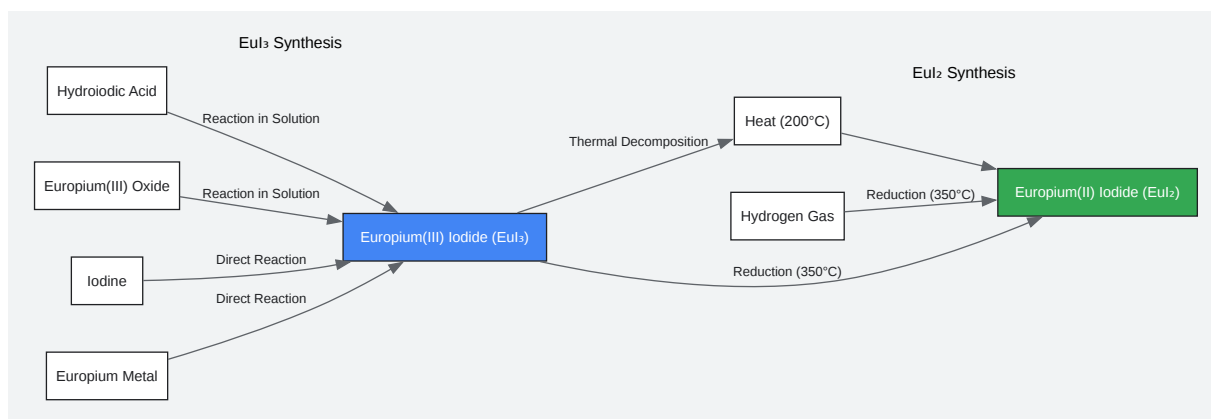 EuI₃ Synthesis
Hydroiodic Acid
Reaction in Solution
Europium(III) Oxide
Reaction in Solution
Iodine
Direct Reaction
Europium Metal
Direct Reaction
Europium(III) Iodide (EuI₃)
EuI₂ Synthesis
Thermal Decomposition
Heat (200°C)
Hydrogen Gas
Reduction (350°C)
Reduction (350°C)
Europium(II) Iodide (EuI₂)